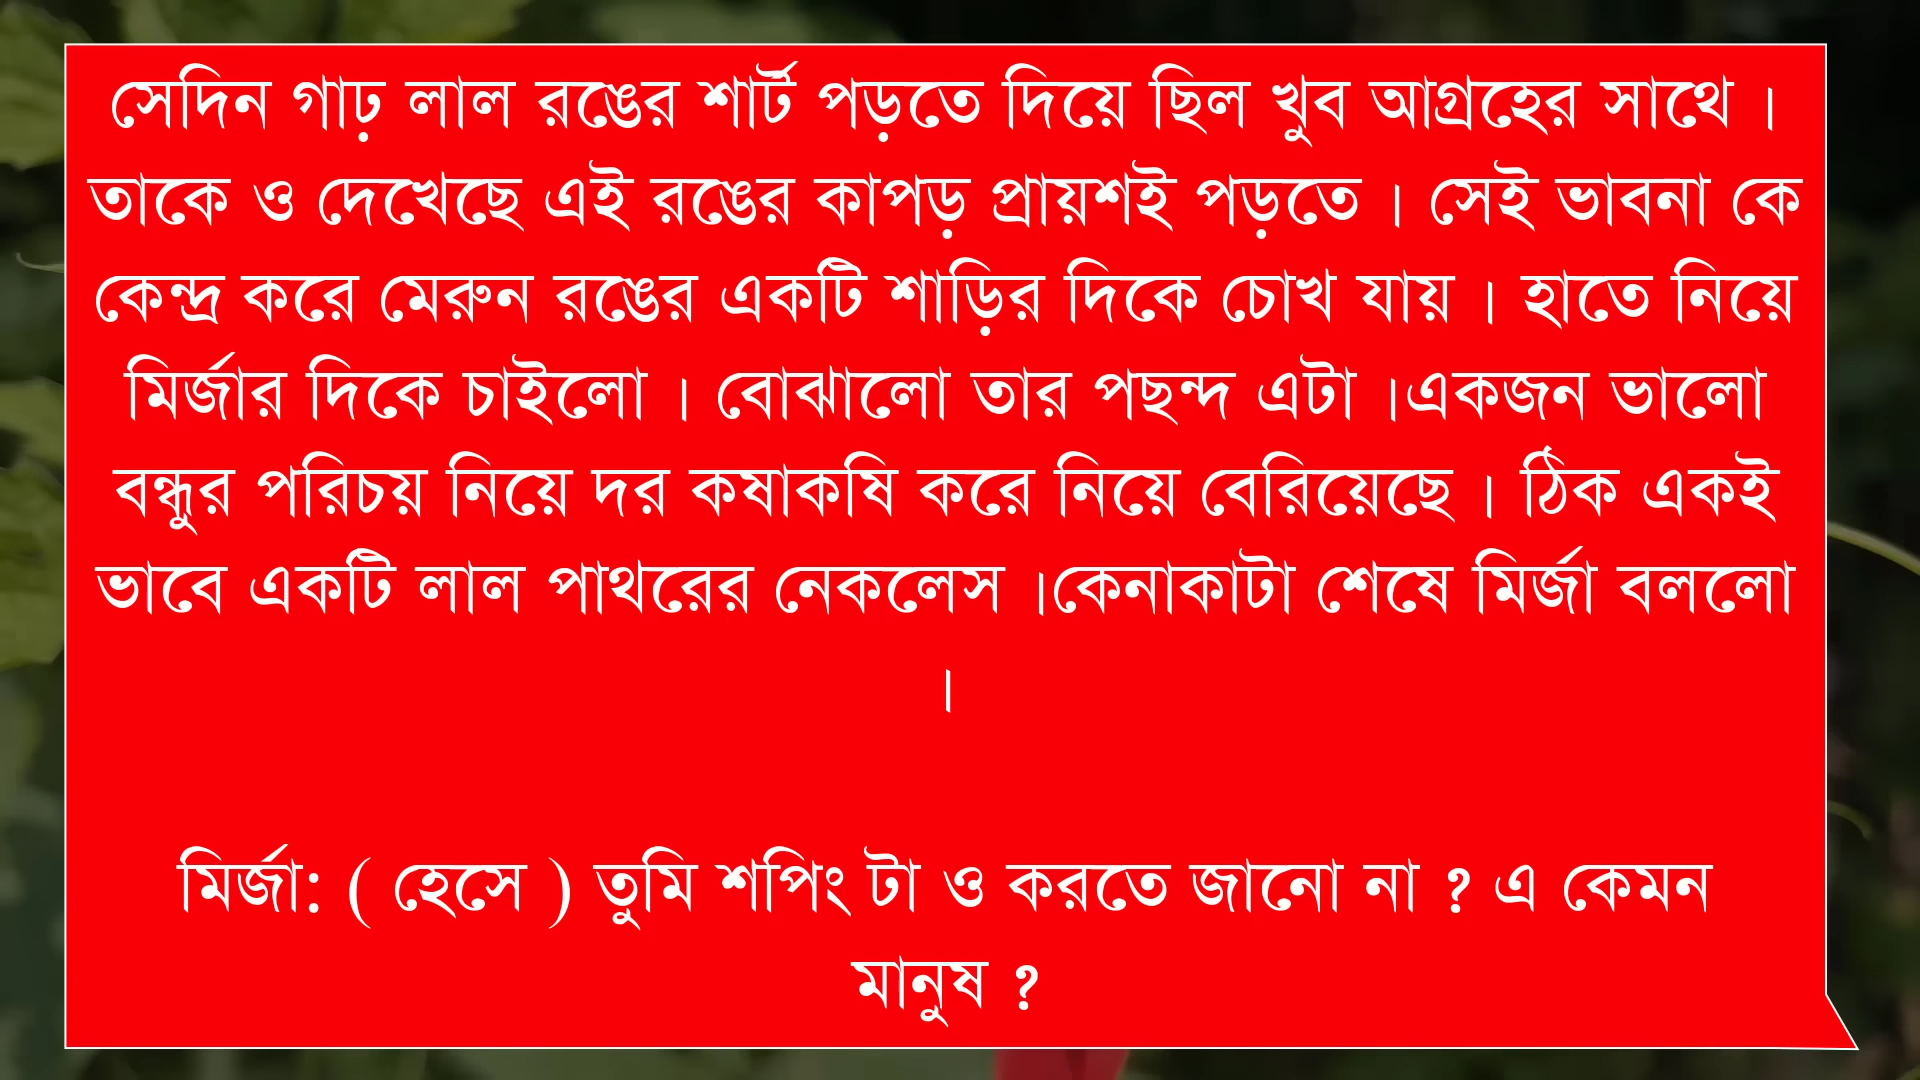 সেদিন গাঢ় লাল রঙের শার্ট পড়তে দিয়ে ছিল খুব আগ্রহের সাথে ।
তাকে ও দেখেছে এই রঙের কাপড় প্রায়শই পড়তে । সেই ভাবনা কে
কেন্দ্র করে মেরুন রঙের একটি শাড়ির দিকে চোখ যায় । হাতে নিয়ে
মির্জার দিকে চাইলো । বোঝালো তার পছন্দ এটা ।একজন ভালো
বন্ধুর পরিচয় নিয়ে দর কষাকষি করে নিয়ে বেরিয়েছে । ঠিক একই
ভাবে একটি লাল পাথরের নেকলেস ।কেনাকাটা শেষে মির্জা বললো
।
মির্জা: ( হেসে ) তুমি শপিং টা ও করতে জানো না ? এ কেমন
মানুষ ?